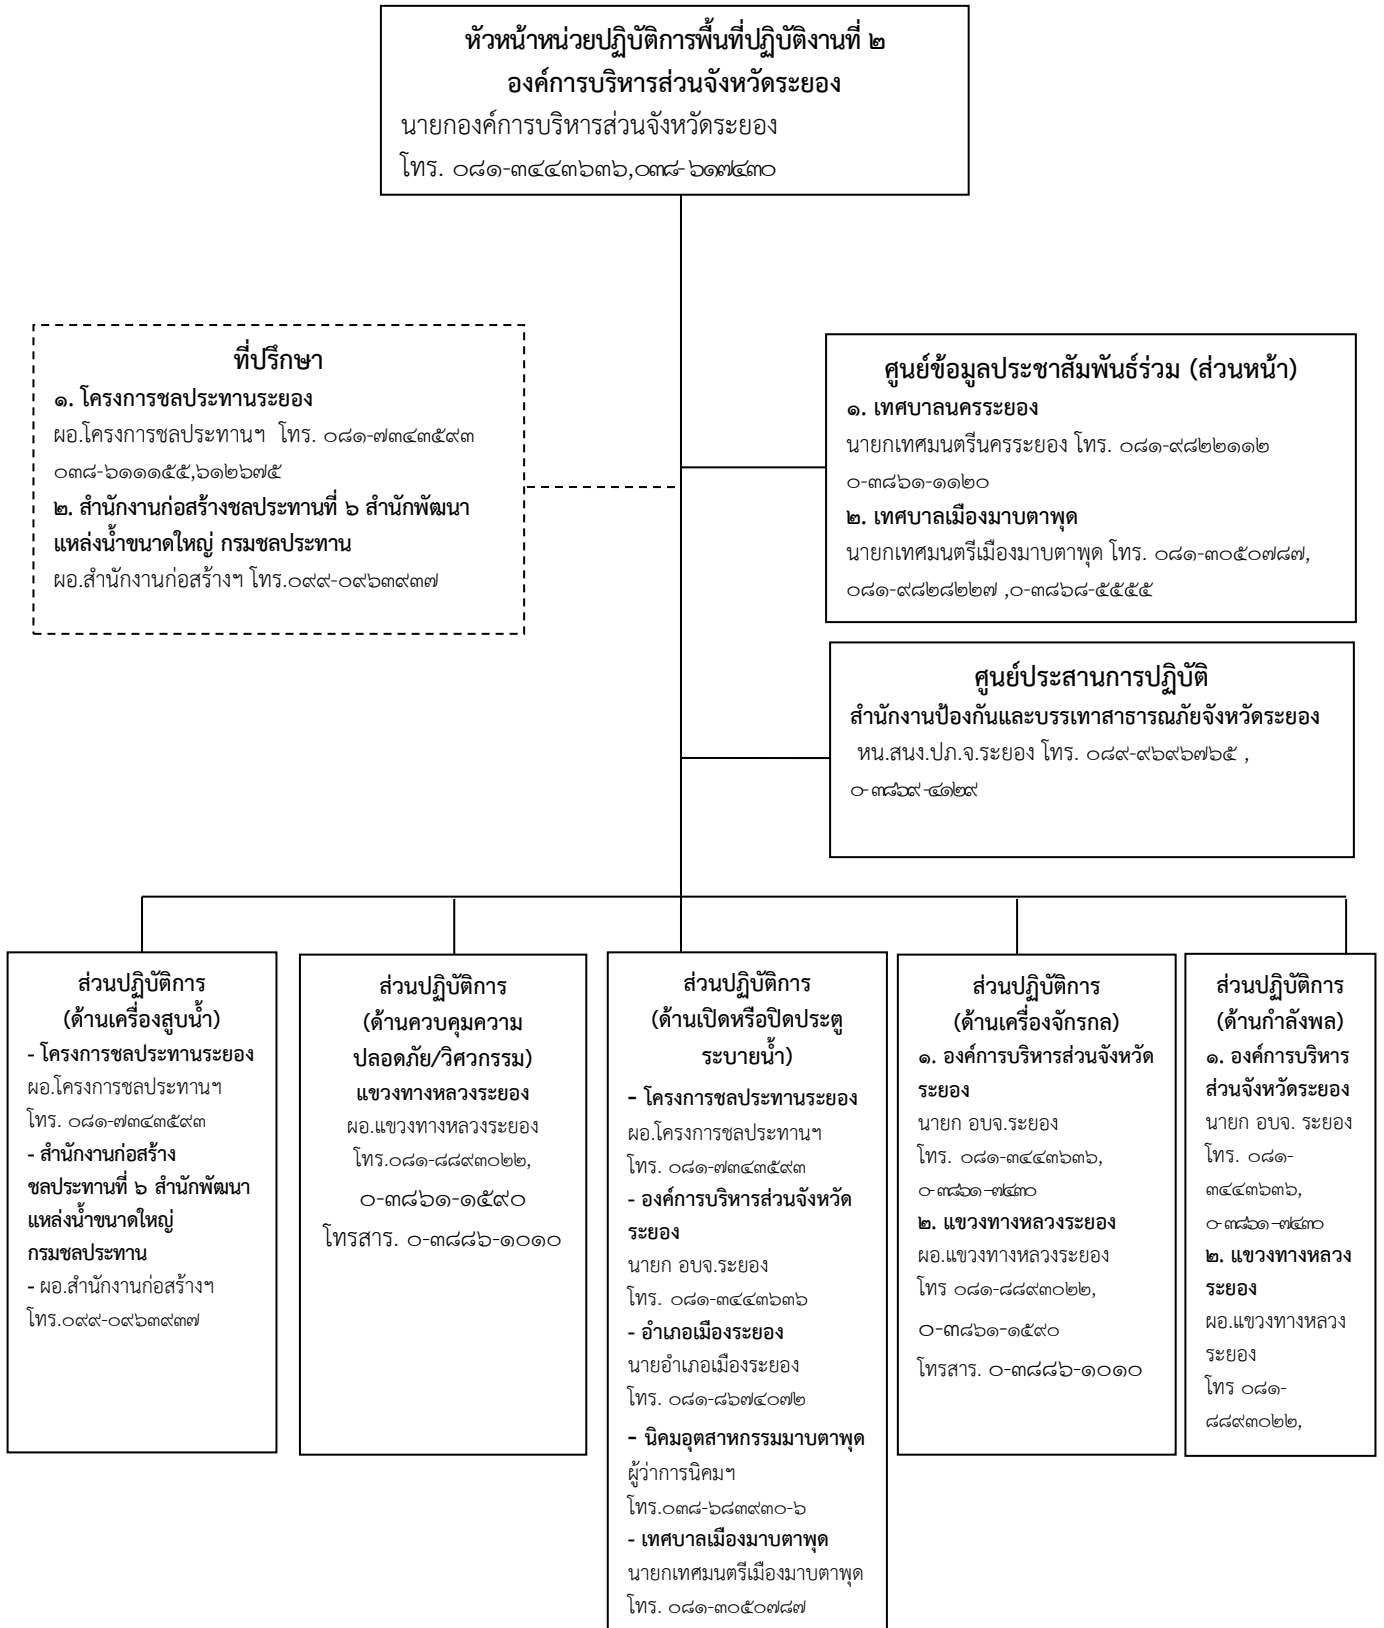 หัวหน้าหน่วยปฏิบัติการพื้นที่ปฏิบัติงานที่ ๒
องค์การบริหารส่วนจังหวัดระยอง
นายกองค์การบริหารส่วนจังหวัดระยอง
โทร. ๐๘๑-๓๔๔๓๖๓๖,๐๓๘-๖๑๗๔๓๐
ที่ปรึกษา
๑. โครงการชลประทานระยอง
ผอ.โครงการชลประทานฯ โทร. ๐๘๑-๗๓๔๓๕๙๓
๐๓๘-๖๑๑๑๕๕,๖๑๒๖๗๕
๒. สำนักงานก่อสร้างชลประทานที่ ๖ สำนักพัฒนา
แหล่งน้ำขนาดใหญ่ กรมชลประทาน
ผอ.สำนักงานก่อสร้างฯ โทร.๐๙๙-๐๙๖๓๙๓๗
ศูนย์ข้อมูลประชาสัมพันธ์ร่วม (ส่วนหน้า)
๑. เทศบาลนครระยอง
นายกเทศมนตรีนครระยอง โทร. ๐๘๑-๙๘๒๒๑๑๒
๐-๓๘๖๑-๑๑๒๐
๒. เทศบาลเมืองมาบตาพุด
นายกเทศมนตรีเมืองมาบตาพุด โทร. ๐๘๑-๓๐๕๐๗๘๗,
๐๘๑-๙๘๒๘๒๒๗ ,๐-๓๘๖๘-๕๕๕๕
ศูนย์ประสานการปฏิบัติ
สำนักงานป้องกันและบรรเทาสาธารณภัยจังหวัดระยอง
หน.สนง.ปภ.จ.ระยอง โทร. ๐๘๙-๙๖๙๖๗๖๕ ,
๐-๓๘๖๙-๔๑๒๙
ส่วนปฏิบัติการ
(ด้านเครื่องสูบน้ำ)
- โครงการชลประทานระยอง
ผอ.โครงการชลประทานฯ
โทร. ๐๘๑-๗๓๔๓๕๙๓
- สำนักงานก่อสร้าง
ชลประทานที่ ๖ สำนักพัฒนา
แหล่งน้ำขนาดใหญ่
กรมชลประทาน
- ผอ.สำนักงานก่อสร้างฯ
โทร.๐๙๙-๐๙๖๓๙๓๗
ส่วนปฏิบัติการ
(ด้านควบคุมความ
ปลอดภัย/วิศวกรรม)
แขวงทางหลวงระยอง
ผอ.แขวงทางหลวงระยอง
โทร.๐๘๑-๘๘๙๓๐๒๒,
๐-๓๘๖๑-๑๕๙๐
โทรสาร. ๐-๓๘๘๖-๑๐๑๐
ส่วนปฏิบัติการ
(ด้านเปิดหรือปิดประตู
ระบายน้ำ)
- โครงการชลประทานระยอง
ผอ.โครงการชลประทานฯ
โทร. ๐๘๑-๗๓๔๓๕๙๓
- องค์การบริหารส่วนจังหวัด
ระยอง
นายก อบจ.ระยอง
โทร. ๐๘๑-๓๔๔๓๖๓๖
- อำเภอเมืองระยอง
นายอำเภอเมืองระยอง
โทร. ๐๘๑-๘๖๗๔๐๗๒
- นิคมอุตสาหกรรมมาบตาพุด
ผู้ว่าการนิคมฯ
โทร.๐๓๘-๖๘๓๙๓๐-๖
- เทศบาลเมืองมาบตาพุด
นายกเทศมนตรีเมืองมาบตาพุด
โทร. ๐๘๑-๓๐๕๐๗๘๗
ส่วนปฏิบัติการ
(ด้านเครื่องจักรกล)
๑. องค์การบริหารส่วนจังหวัด
ระยอง
นายก อบจ.ระยอง
โทร. ๐๘๑-๓๔๔๓๖๓๖,
๐-๓๘๖๑-๗๔๓๐
๒. แขวงทางหลวงระยอง
ผอ.แขวงทางหลวงระยอง
โทร ๐๘๑-๘๘๙๓๐๒๒,
๐-๓๘๖๑-๑๕๙๐
โทรสาร. ๐-๓๘๘๖-๑๐๑๐
ส่วนปฏิบัติการ
(ด้านกำลังพล)
๑. องค์การบริหาร
ส่วนจังหวัดระยอง
นายก อบจ. ระยอง
โทร. ๐๘๑-
๓๔๔๓๖๓๖,
๐-๓๘๖๑-๗๔๓๐
๒. แขวงทางหลวง
ระยอง
ผอ.แขวงทางหลวง
ระยอง
โทร ๐๘๑-
๘๘๙๓๐๒๒,